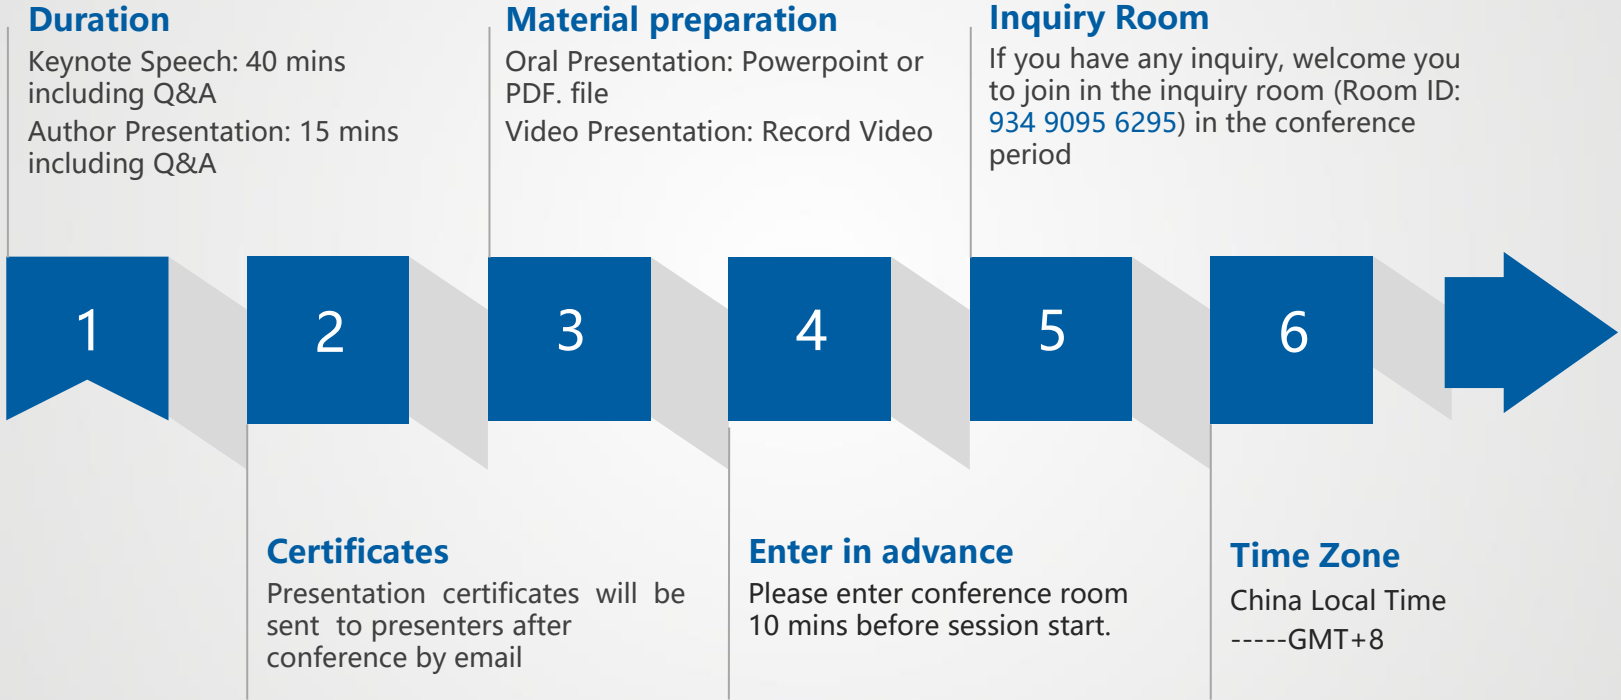 Duration
Keynote Speech: 40 mins
including Q&A
Author Presentation: 15 mins
including Q&A
Material preparation
Oral Presentation: Powerpoint or
PDF. file
Video Presentation: Record Video
Inquiry Room
If you have any inquiry, welcome you
to join in the inquiry room (Room ID:
934 9095 6295) in the conference
period
1
2
3
4
5
6
Certificates
Presentation certificates will be
sent to presenters after
conference by email
Enter in advance
Please enter conference room
10 mins before session start.
Time Zone
China Local Time
-----GMT+8